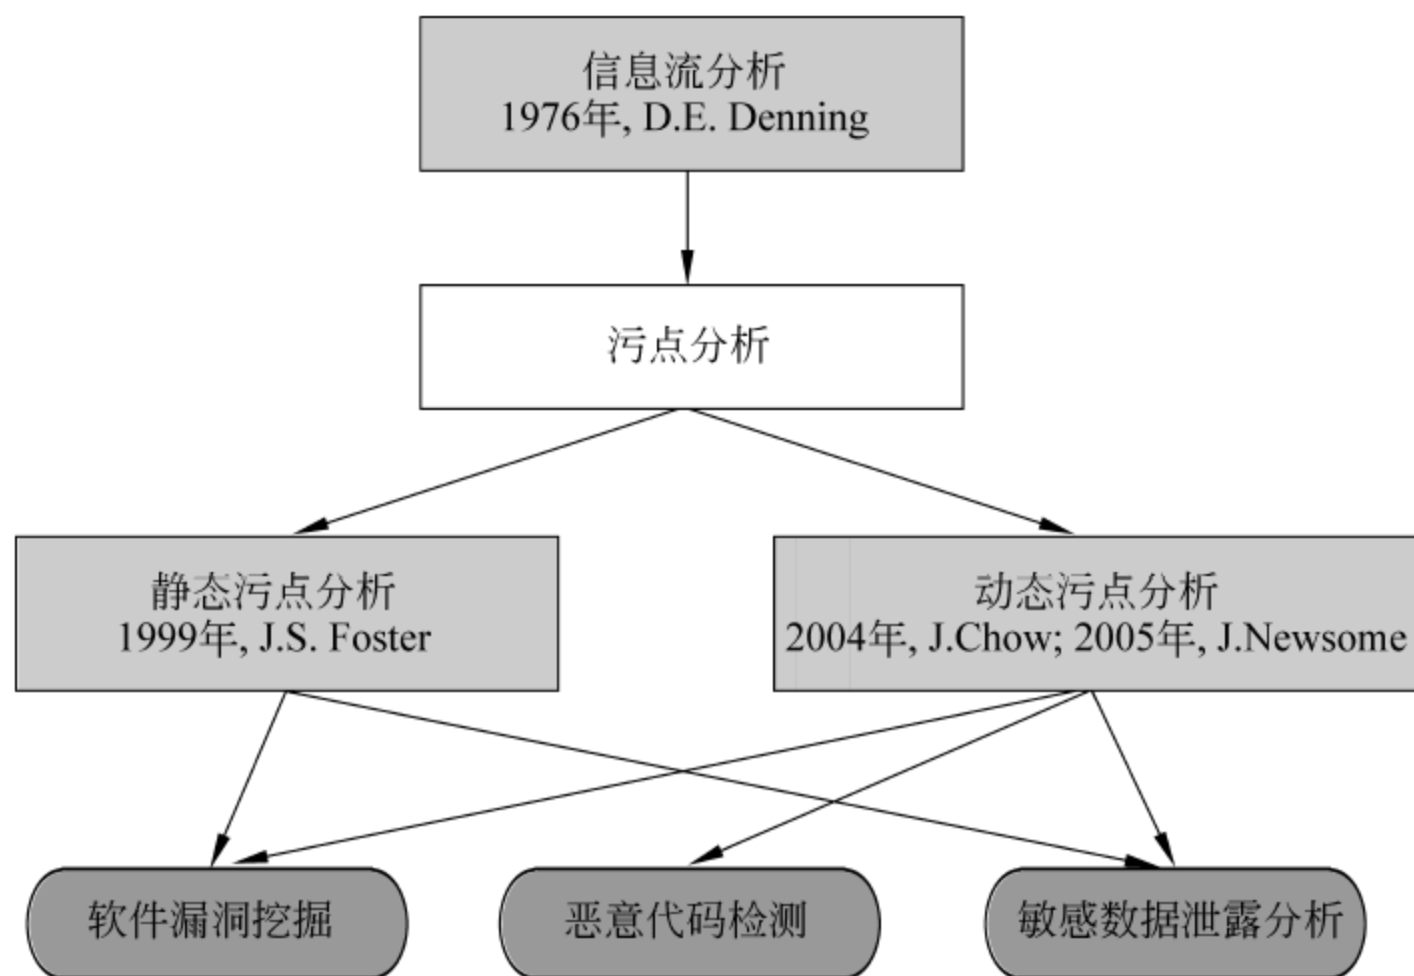 信息流分析
1976年, D.E. Denning
污点分析
静态污点分析
1999年, J.S. Foster
动态污点分析
2004年, J.Chow; 2005年, J.Newsome
软件漏洞挖掘
恶意代码检测
敏感数据泄露分析